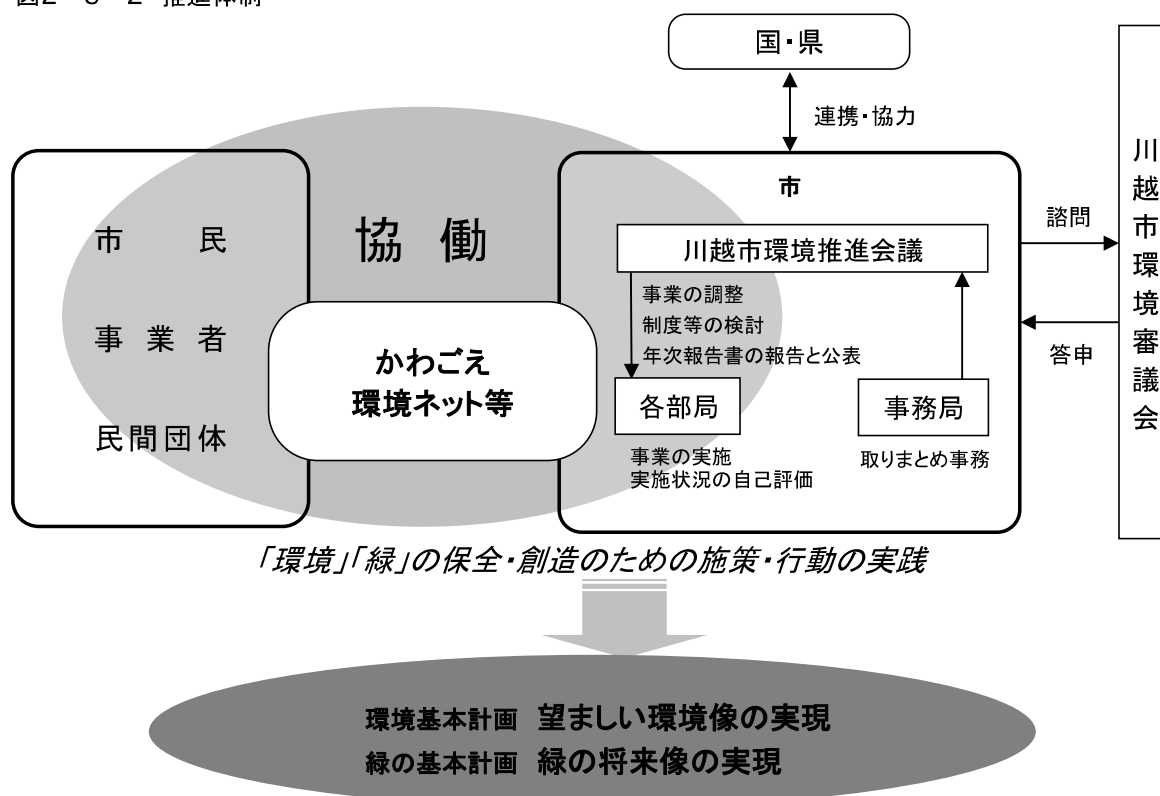 図2-3-2 推進体制
国・県
連携・協力
市
川越市環境推進会議
事業の調整
制度等の検討
年次報告書の報告と公表
各部局
事業の実施
実施状況の自己評価
事務局
取りまとめ事務
諮問
答申
川越市環境審議会
協 働
市 民
事 業 者
民間団体
かわごえ
環境ネット等
「環境」「緑」の保全・創造のための施策・行動の実践
環境基本計画 望ましい環境像の実現
緑の基本計画 緑の将来像の実現